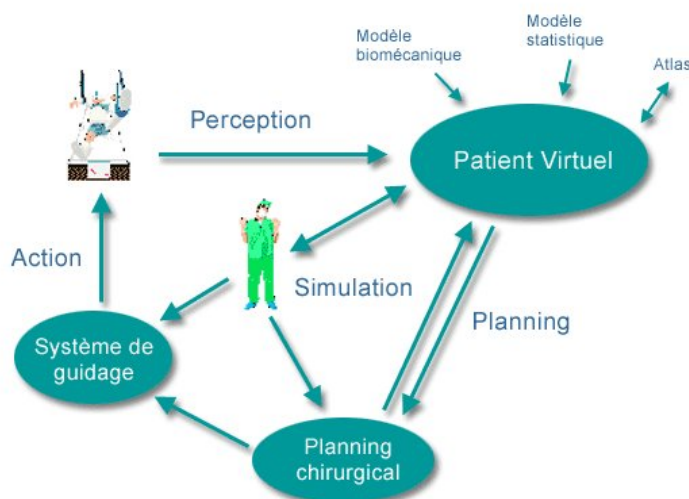 Modèle
biomécanique
Modèle
statistique
Atlas
Perception
Patient Virtuel
Action
Simulation
Planning
Système de
guidage
Planning
chirurgical